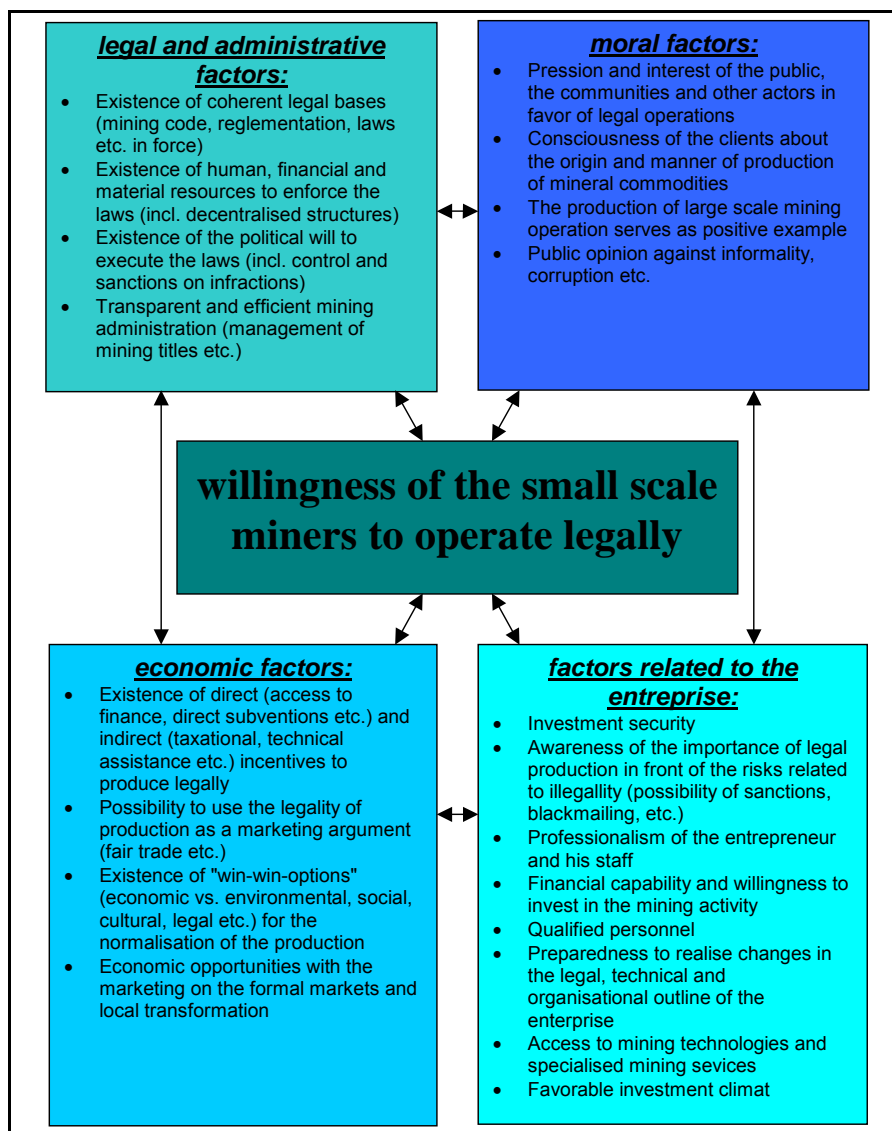 legal and administrative
factors:
• Existence of coherent legal bases
(mining code, reglementation, laws
etc. in force)
• Existence of human, financial and
material resources to enforce the
laws (incl. decentralised structures)
• Existence of the political will to
execute the laws (incl. control and
sanctions on infractions)
• Transparent and efficient mining
administration (management of
mining titles etc.)
moral factors:
• Pression and interest of the public,
the communities and other actors in
favor of legal operations
• Consciousness of the clients about
the origin and manner of production
of mineral commodities
• The production of large scale mining
operation serves as positive example
• Public opinion against informality,
corruption etc.
willingness of the small scale
miners to operate legally
economic factors:
• Existence of direct (access to
finance, direct subventions etc.) and
indirect (taxational, technical
assistance etc.) incentives to
produce legally
• Possibility to use the legality of
production as a marketing argument
(fair trade etc.)
• Existence of "win-win-options"
(economic vs. environmental, social,
cultural, legal etc.) for the
normalisation of the production
• Economic opportunities with the
marketing on the formal markets and
local transformation
factors related to the
entreprise:
• Investment security
• Awareness of the importance of legal
production in front of the risks related
to illegallity (possibility of sanctions,
blackmailing, etc.)
• Professionalism of the entrepreneur
and his staff
• Financial capability and willingness to
invest in the mining activity
• Qualified personnel
• Preparedness to realise changes in
the legal, technical and
organisational outline of the
enterprise
• Access to mining technologies and
specialised mining sevices
• Favorable investment climat